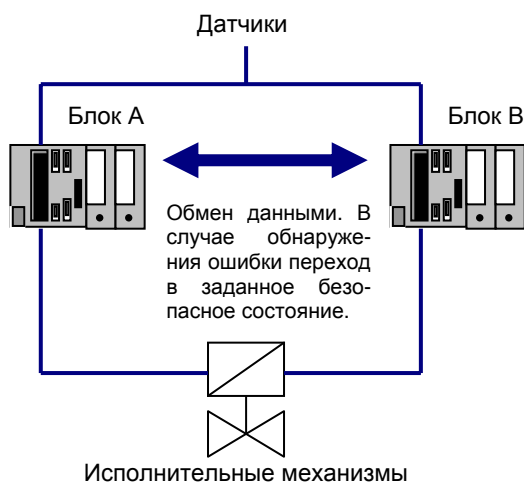 Датчики
Блок А
Блок В
Обмен данными. В
случае обнаруже-
ния ошибки переход
в заданное безо-
пасное состояние.
Исполнительные механизмы